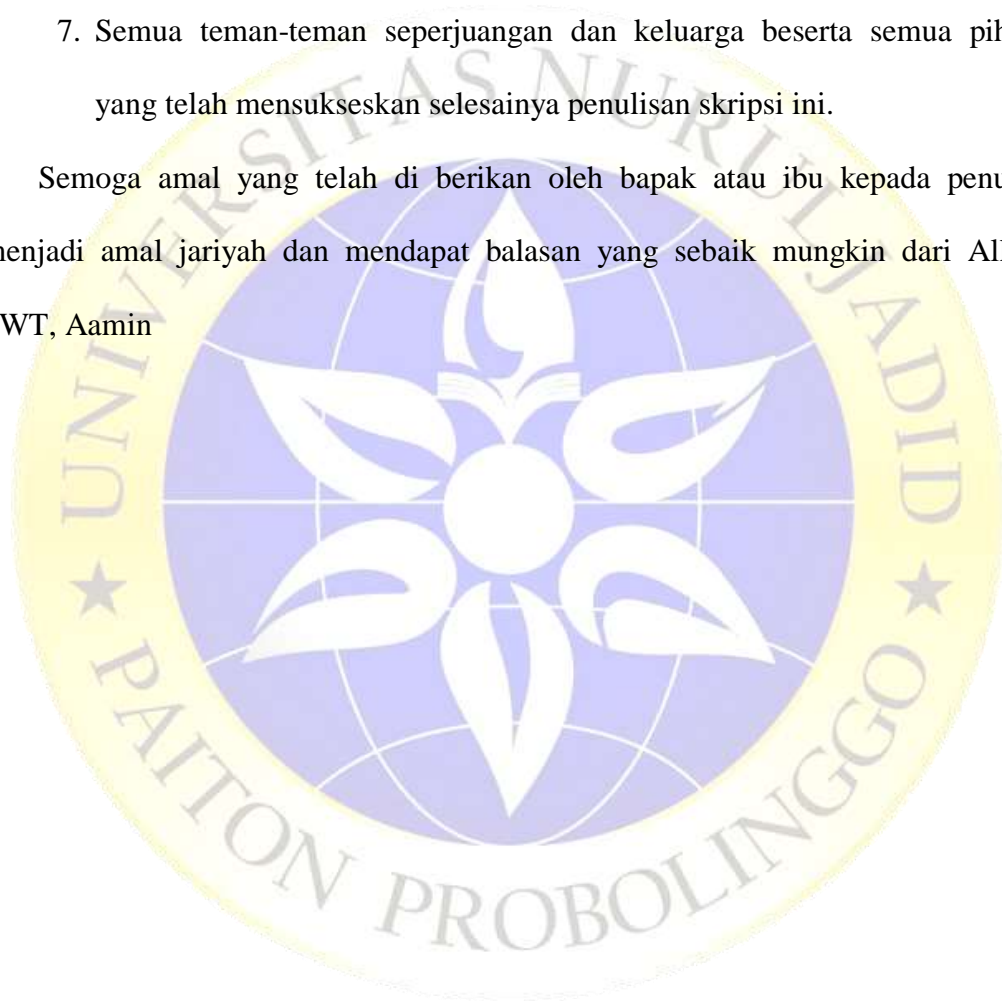 7. Semua teman-teman seperjuangan dan keluarga beserta semua pih
yang telah mensukseskan selesainya penulisan skripsi ini.
Semoga amal yang telah di berikan oleh bapak atau ibu kepada penu
enjadi amal jariyah dan mendapat balasan yang sebaik mungkin dari Al
WT, Aamin
UNIVERSITAS NURUL JADID
★ PAITON PROBOLINGGO ★